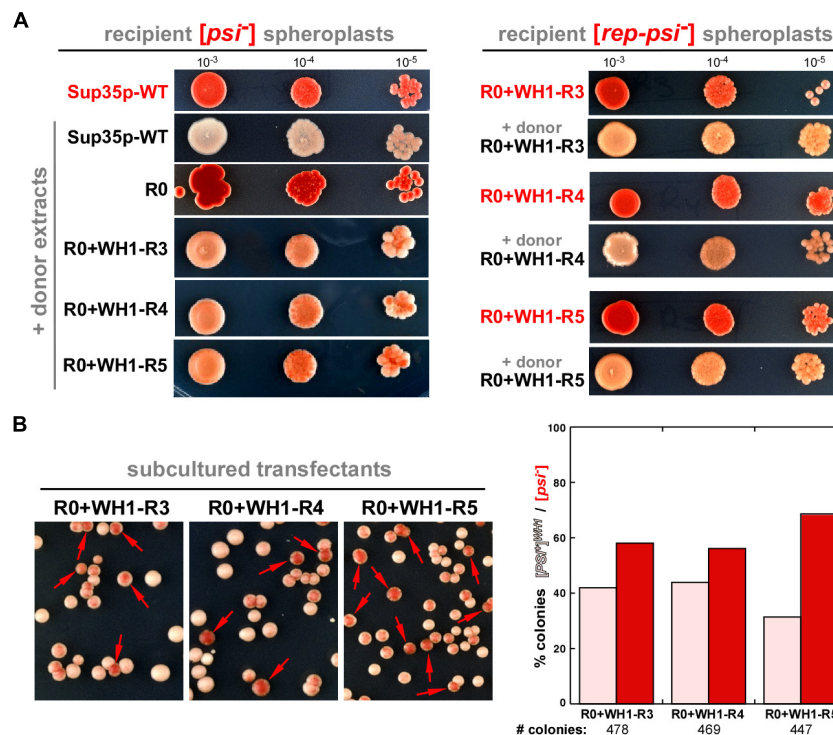 A
recipient [psi-] spheroplasts
10-3 10-4 10-5
Sup35p-WT
Sup35p-WT
R0
R0+WH1-R3
R0+WH1-R4
R0+WH1-R5
+ donor extracts
recipient [rep-psi-] spheroplasts
10-3 10-4 10-5
R0+WH1-R3
+ donor
R0+WH1-R3
R0+WH1-R4
+ donor
R0+WH1-R4
R0+WH1-R5
+ donor
R0+WH1-R5
B
subcultured transfectants
R0+WH1-R3 R0+WH1-R4 R0+WH1-R5
% colonies [PSI+]WH1 / [psi-]
100
80
60
40
20
0
R0+WH1-R3 R0+WH1-R4 R0+WH1-R5
# colonies: 478 469 447